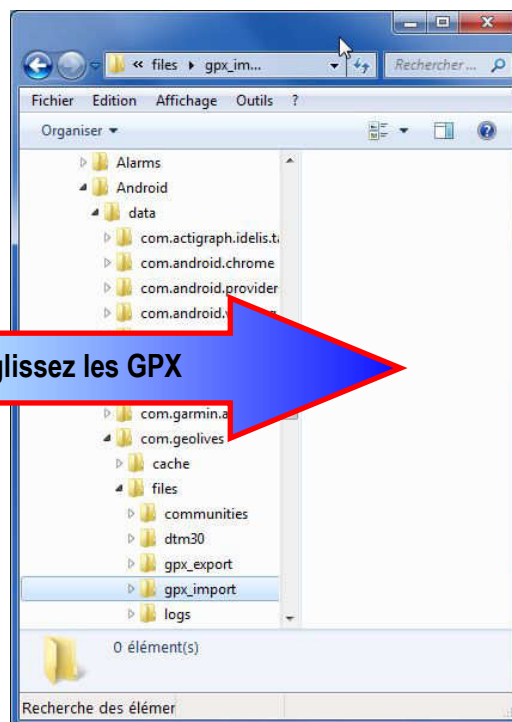 « files ▸ gpx_im...
Rechercher ...
Fichier Edition Affichage Outils ?
Organiser
Alarms
Android
data
com.actigraph.idelis.t
com.android.chrome
com.android.provider
com.android.
glissez les GPX
com.garmin.a
com.geolives
cache
files
communities
dtm30
gpx_export
gpx_import
logs
0 élément(s)
Recherche des élémer